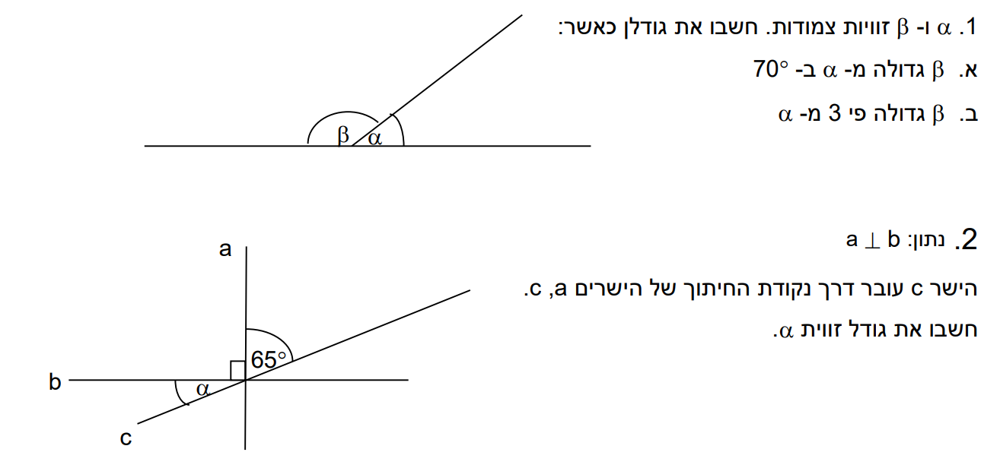 1. α ו- β זוויות צמודות. חשבו את גודלן כאשר:
א. β גדולה מ- α ב- 70°
ב. β גדולה פי 3 מ- α
β α
2. נתון: a ⊥ b
הישר c עובר דרך נקודת החיתוך של הישרים a, c.
חשבו את גודל זווית α.
a
65°
b
α
c